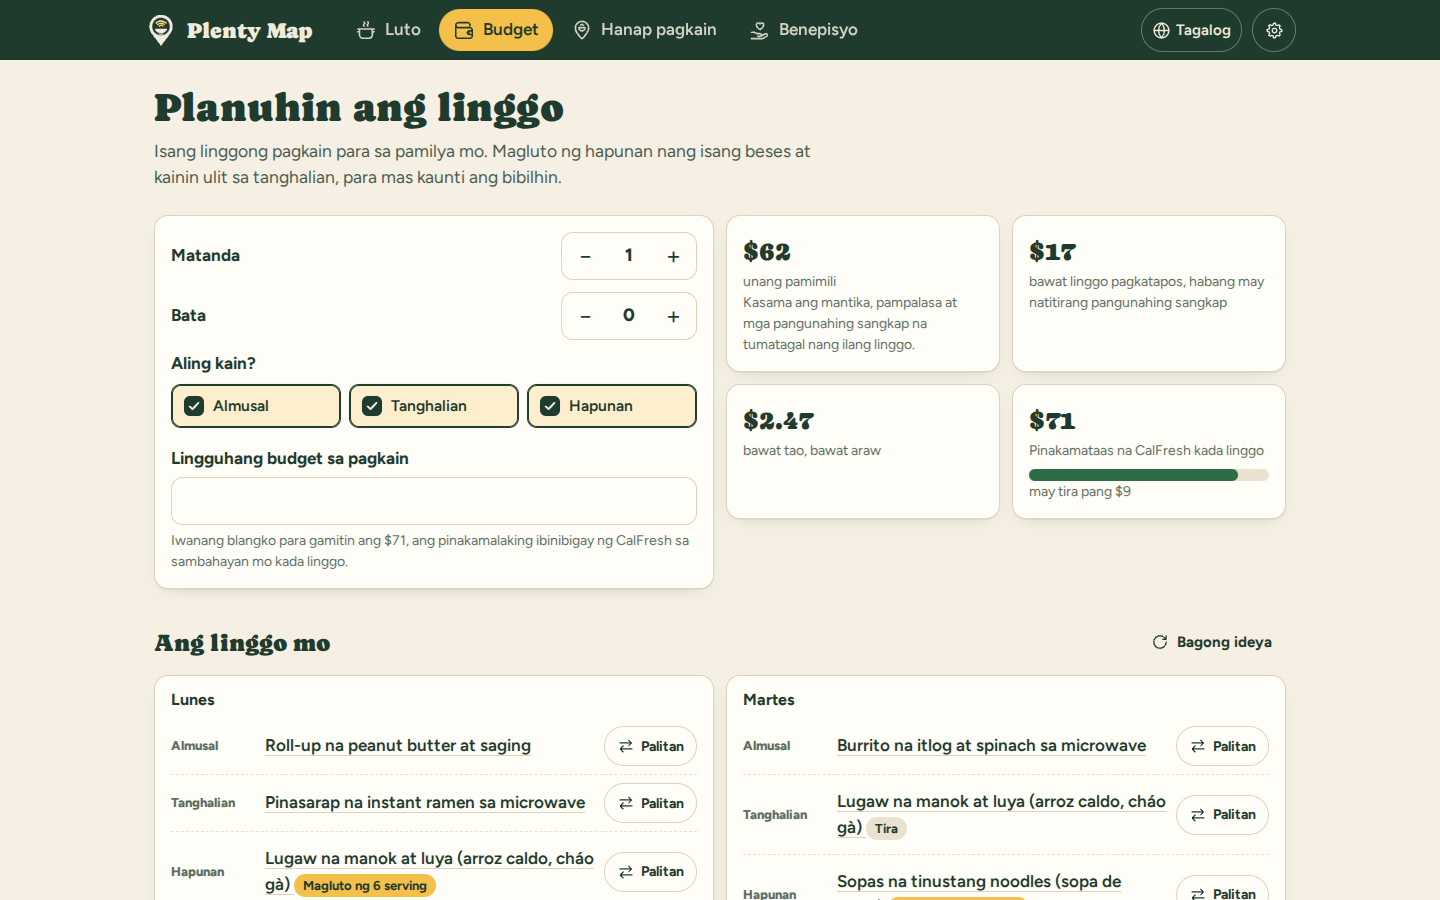 Plenty Map
Luto
Budget
Hanap pagkain
Benepisyo
Tagalog
Planuhin ang linggo
Isang linggong pagkain para sa pamilya mo. Magluto ng hapunan nang isang beses at
kainin ulit sa tanghalian, para mas kaunti ang bibilhin.
Matanda
− 1 +
Bata
− 0 +
Aling kain?
Almusal
Tanghalian
Hapunan
Lingguhang budget sa pagkain
Iwanang blangko para gamitin ang $71, ang pinakamalaking ibinibigay ng CalFresh sa
sambahayan mo kada linggo.
$62
unang pamimili
Kasama ang mantika, pampalasa at
mga pangunahing sangkap na
tumatagal nang ilang linggo.
$17
bawat linggo pagkatapos, habang may
natitirang pangunahing sangkap
$2.47
bawat tao, bawat araw
$71
Pinakamataas na CalFresh kada linggo
may tira pang $9
Ang linggo mo
Bagong ideya
Lunes
Almusal
Roll-up na peanut butter at saging
Palitan
Tanghalian
Pinasarap na instant ramen sa microwave
Palitan
Hapunan
Lugaw na manok at luya (arroz caldo, cháo
gà) Magluto ng 6 serving
Palitan
Martes
Almusal
Burrito na itlog at spinach sa microwave
Palitan
Tanghalian
Lugaw na manok at luya (arroz caldo, cháo
gà) Tira
Palitan
Hapunan
Sopas na tinustang noodles (sopa de
Palitan